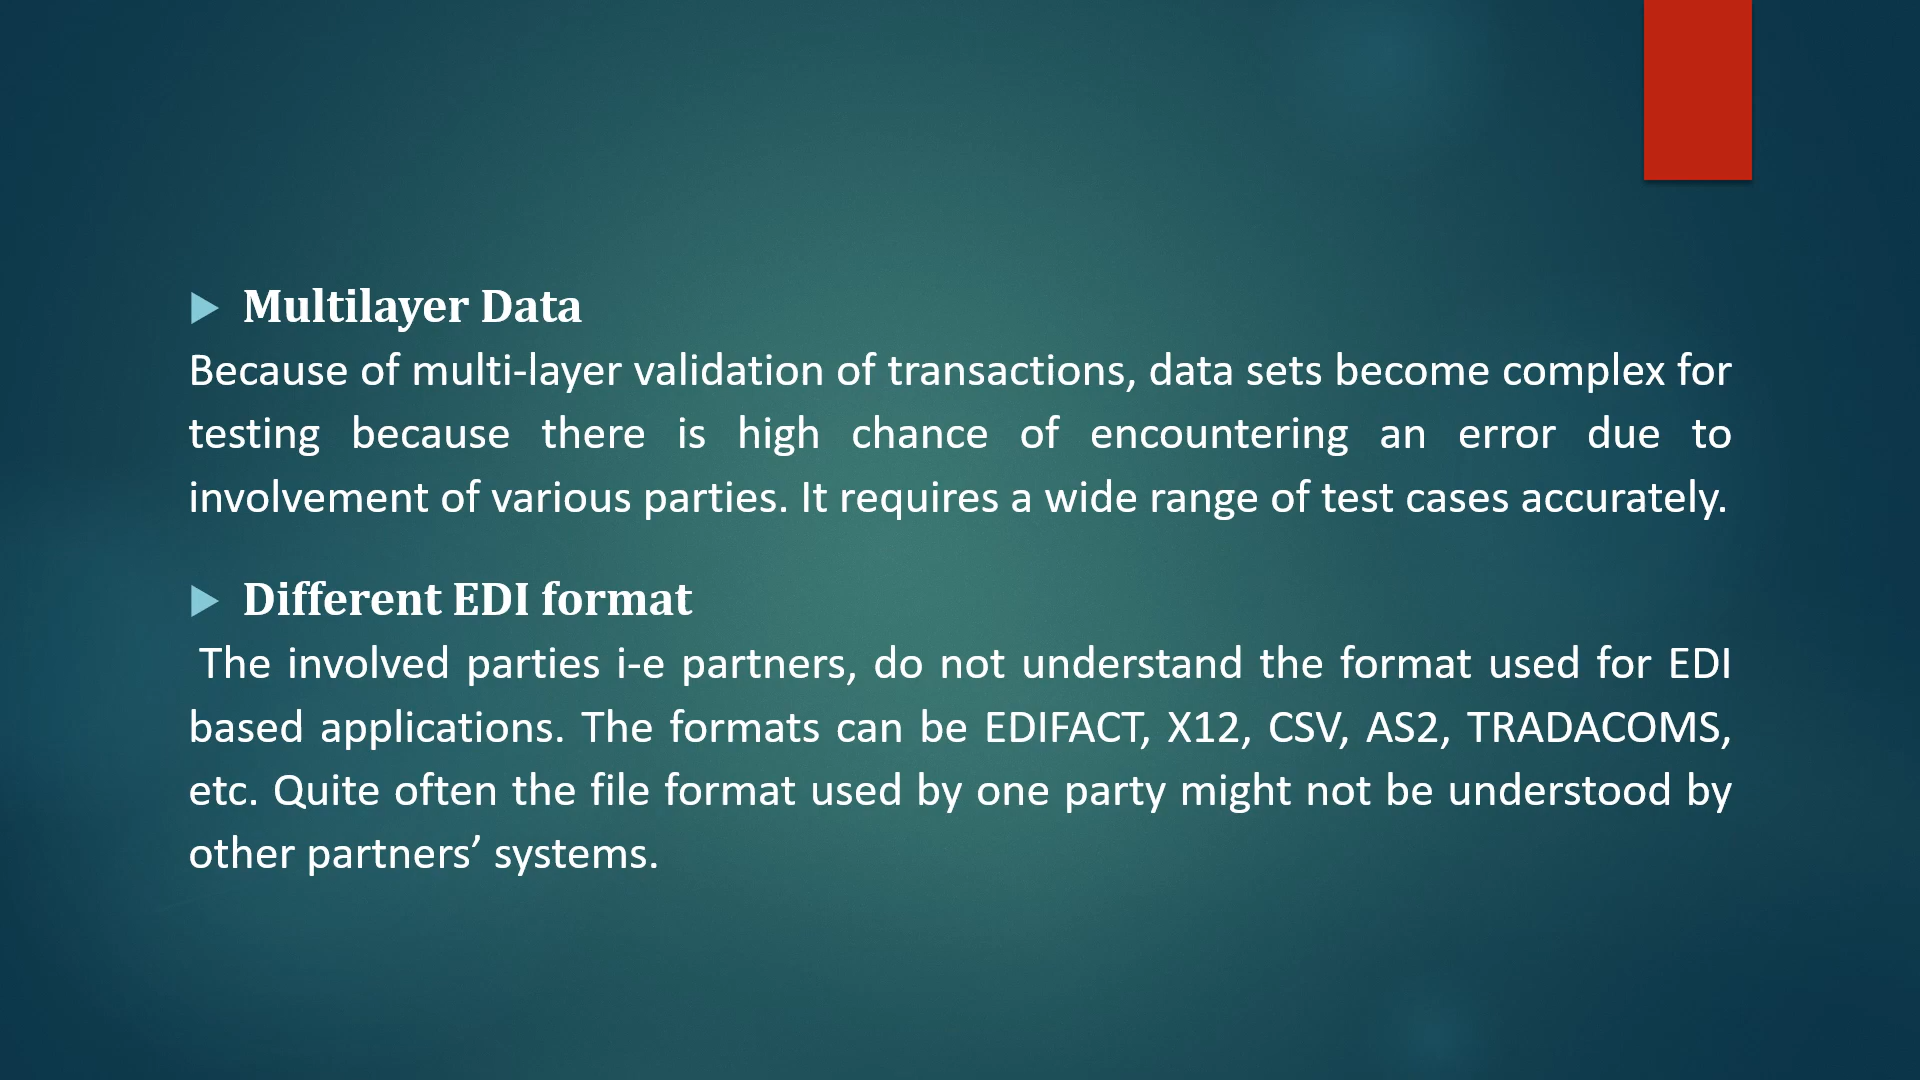 Multilayer Data
Because of multi-layer validation of transactions, data sets become complex for
testing because there is high chance of encountering an error due to
involvement of various parties. It requires a wide range of test cases accurately.
Different EDI format
The involved parties i-e partners, do not understand the format used for EDI
based applications. The formats can be EDIFACT, X12, CSV, AS2, TRADACOMS,
etc. Quite often the file format used by one party might not be understood by
other partners’ systems.